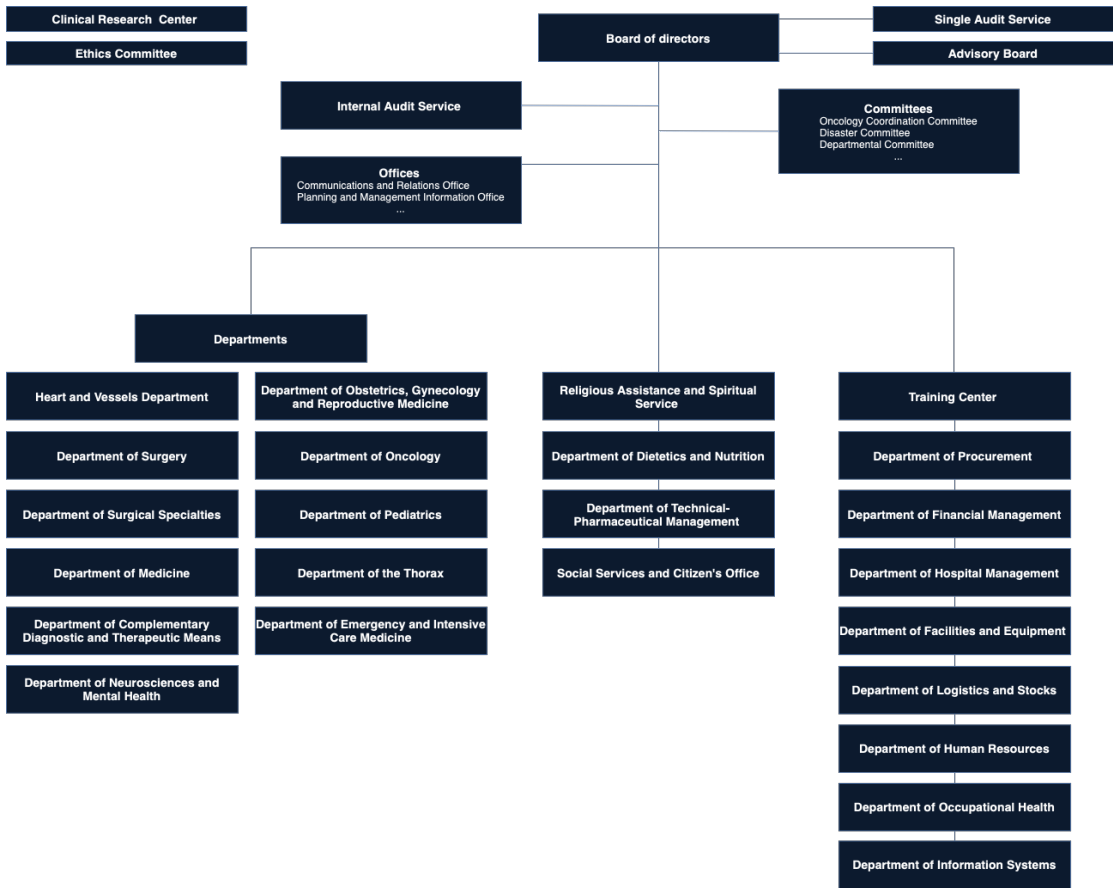 Clinical Research Center
Ethics Committee
Board of directors
Single Audit Service
Advisory Board
Internal Audit Service
Committees
Oncology Coordination Committee
Disaster Committee
Departmental Committee
...
Offices
Communications and Relations Office
Planning and Management Information Office
...
Departments
Heart and Vessels Department
Department of Surgery
Department of Surgical Specialties
Department of Medicine
Department of Complementary
Diagnostic and Therapeutic Means
Department of Neurosciences and
Mental Health
Department of Obstetrics, Gynecology
and Reproductive Medicine
Department of Oncology
Department of Pediatrics
Department of the Thorax
Department of Emergency and Intensive
Care Medicine
Religious Assistance and Spiritual
Service
Department of Dietetics and Nutrition
Department of Technical-
Pharmaceutical Management
Social Services and Citizen's Office
Training Center
Department of Procurement
Department of Financial Management
Department of Hospital Management
Department of Facilities and Equipment
Department of Logistics and Stocks
Department of Human Resources
Department of Occupational Health
Department of Information Systems